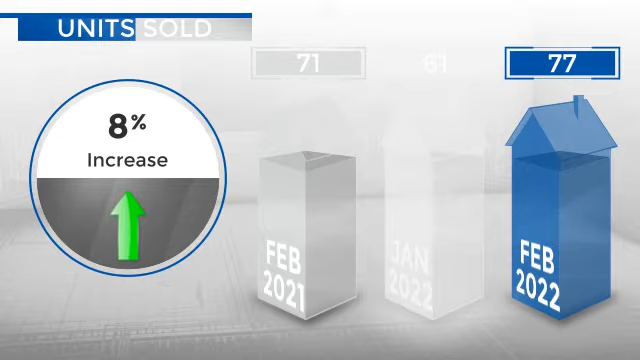 UNITS SOLD
71
61
77
8%
Increase
FEB
2021
JAN
2022
FEB
2022